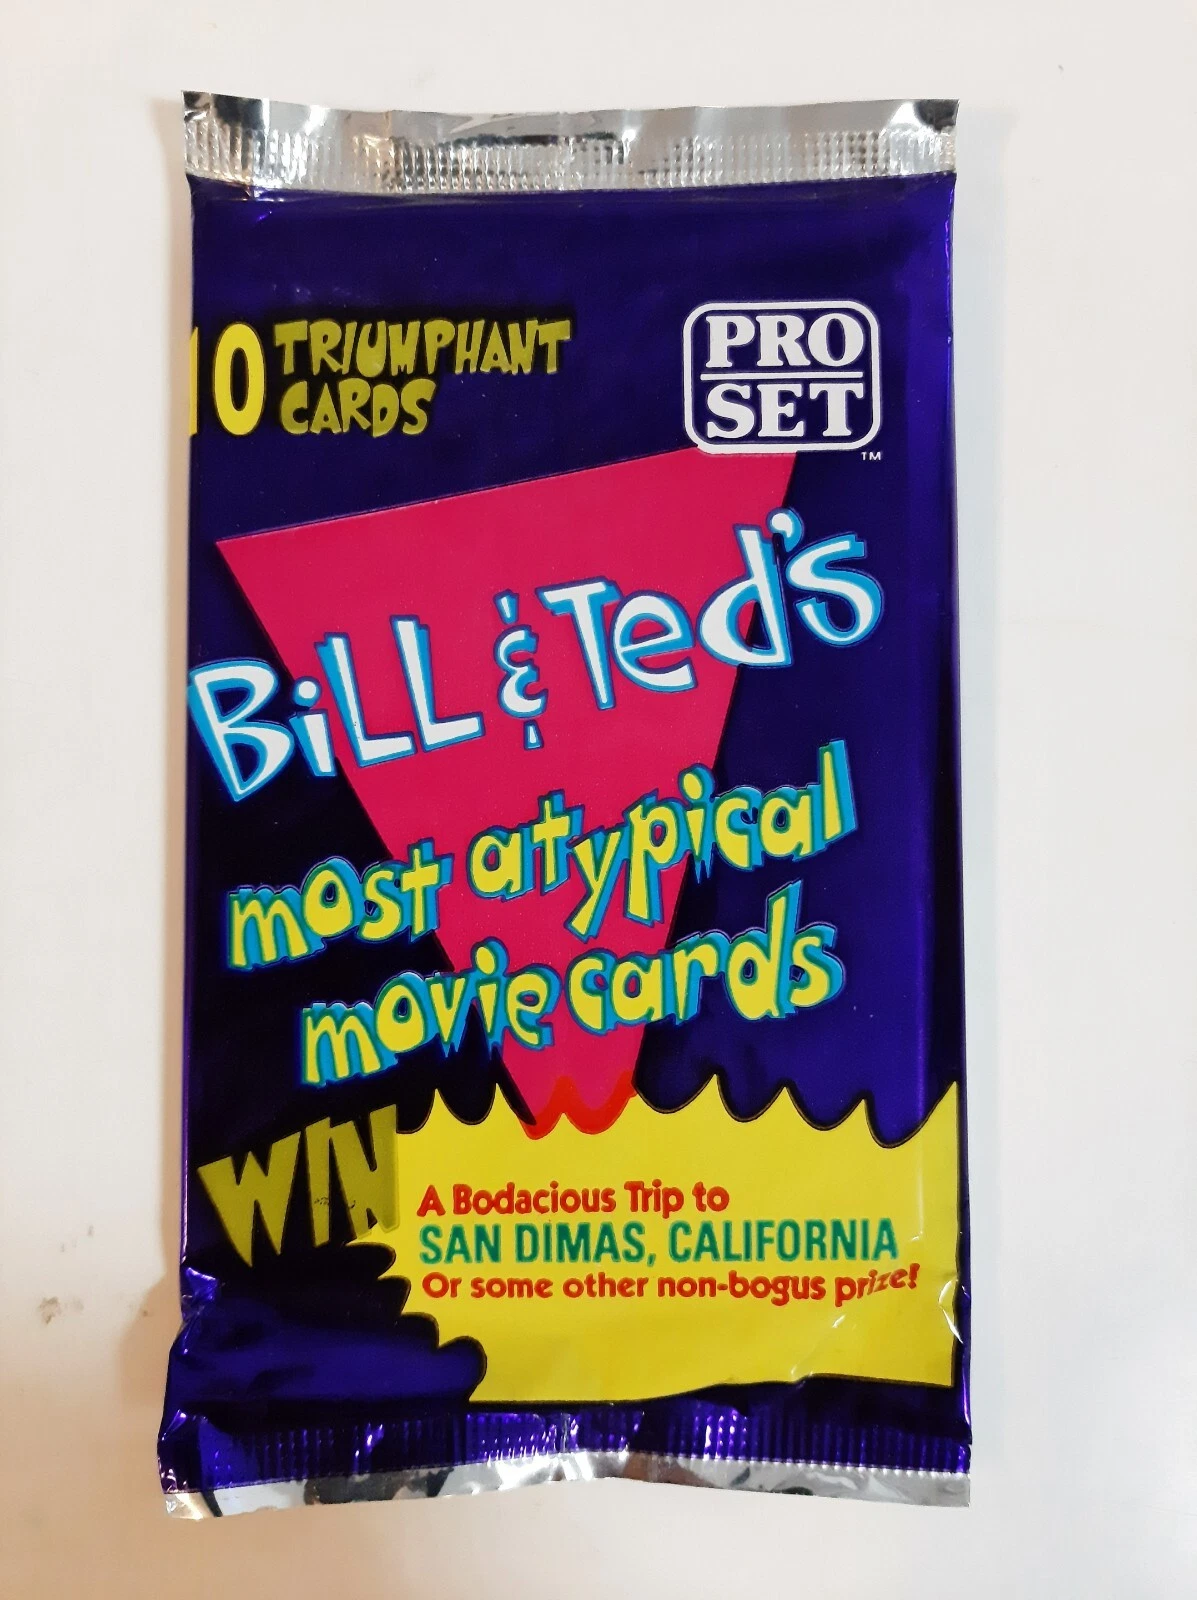 10 TRIUMPHANT
CARDS
PRO
SET
TM
BiLL & Ted's
most atypical
movie cards
WIN
A Bodacious Trip to
SAN DIMAS, CALIFORNIA
Or some other non-bogus prize!